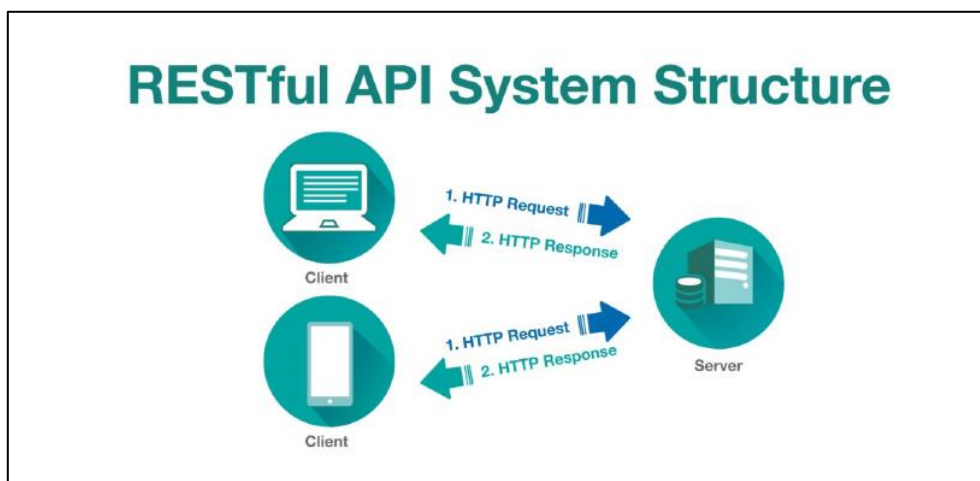 RESTful API System Structure
1. HTTP Request
2. HTTP Response
Client
1. HTTP Request
2. HTTP Response
Client
Server